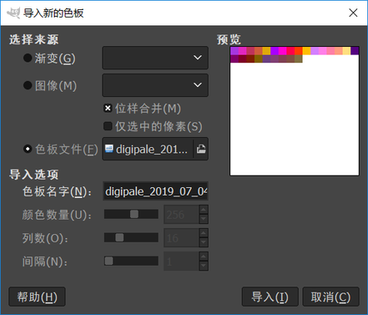 导入新的色板
选择来源
预览
渐变(G)
图像(M)
位样合并(M)
仅选中的像素(S)
色板文件(F)
digipale_201...
导入选项
色板名字(N):
digipale_2019_07_04
颜色数量(U):
256
列数(O):
16
间隔(N):
1
帮助(H)
导入(I)
取消(C)